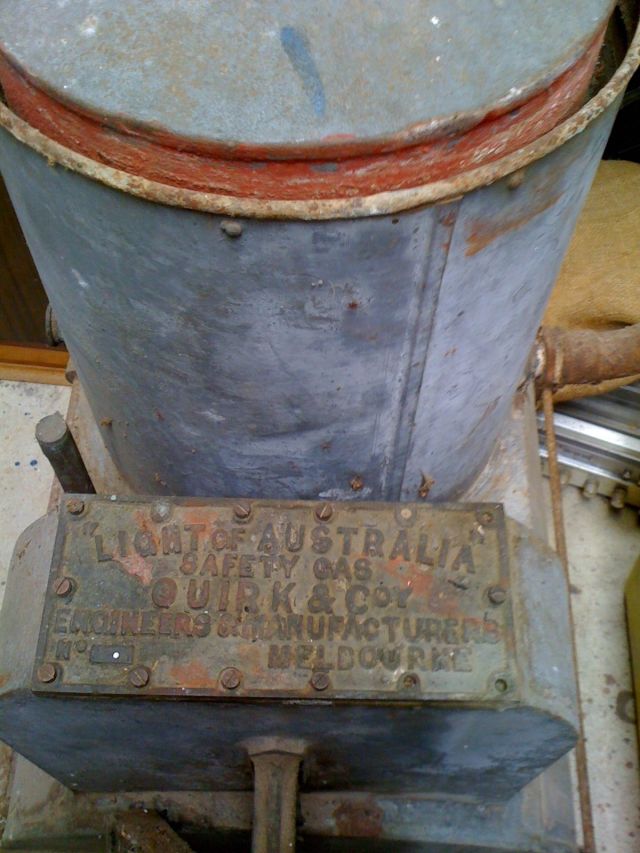 "LIGHT OF AUSTRALIA"
SAFETY GAS
QUIRK & COY
ENGINEERS & MANUFACTURERS
No MELBOURNE